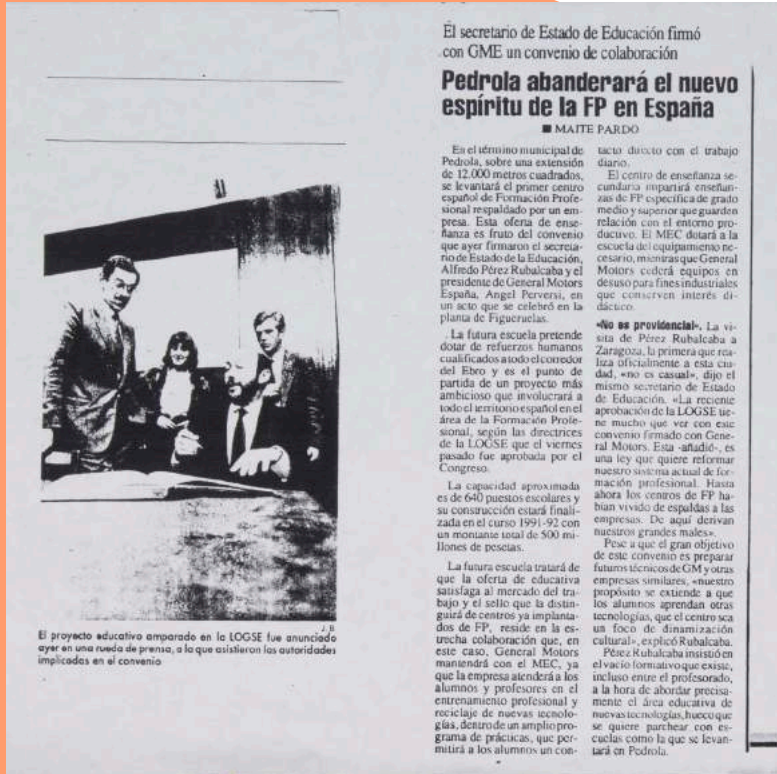 El secretario de Estado de Educación firmó
con GME un convenio de colaboración
Pedrola abanderará el nuevo
espíritu de la FP en España
■ MAITE PARDO
En el término municipal de
Pedrola, sobre una extensión
de 12.000 metros cuadrados,
se levantará el primer centro
español de Formación Profe-
sional respaldado por un em-
presa. Esta oferta de ense-
ñanza es fruto del convenio
que ayer firmaron el secreta-
rio de Estado de la Educación,
Alfredo Pérez Rubalcaba y el
presidente de General Motors
España, Angel Perversi, en
un acto que se celebró en la
planta de Figueruelas.
La futura escuela pretende
dotar de refuerzos humanos
cualificados a todo el corredor
del Ebro y es el punto de
partida de un proyecto más
ambicioso que involucrará a
todo el territorio español en el
área de la Formación Profe-
sional, según las directrices
de la LOGSE que el viernes
pasado fue aprobada por el
Congreso.
La capacidad aproximada
es de 640 puestos escolares y
su construcción estará finali-
zada en el curso 1991-92 con
un montante total de 500 mi-
llones de pesetas.
La futura escuela tratará de
que la oferta de educativa
satisfaga al mercado del tra-
bajo y el sello que la distin-
guirá de centros ya implanta-
dos de FP, reside en la es-
trecha colaboración que, en
este caso, General Motors
mantendrá con el MEC, ya
que la empresa atenderá a los
alumnos y profesores en el
entrenamiento profesional y
reciclaje de nuevas tecnolo-
gías, dentro de un amplio pro-
grama de prácticas, que per-
mitirá a los alumnos un con-
tacto directo con el trabajo
diario.
El centro de enseñanza se-
cundaria impartirá enseñan-
zas de FP específica de grado
medio y superior que guarden
relación con el entorno pro-
ductivo. El MEC dotará a la
escuela del equipamiento ne-
cesario, mientras que General
Motors cederá equipos en
desuso para fines industriales
que conserven interés di-
dáctico.
«No es providencial». La vi-
sita de Pérez Rubalcaba a
Zaragoza, la primera que rea-
liza oficialmente a esta ciu-
dad, «no es casual», dijo el
mismo secretario de Estado
de Educación. «La reciente
aprobación de la LOGSE tie-
ne mucho que ver con este
convenio firmado con Gene-
ral Motors. Esta -añadió-, es
una ley que quiere reformar
nuestro sistema actual de for-
mación profesional. Hasta
ahora los centros de FP ha-
bían vivido de espaldas a las
empresas. De aquí derivan
nuestros grandes males».
Pese a que el gran objetivo
de este convenio es preparar
futuros técnicos de GM y otras
empresas similares, «nuestro
propósito se extiende a que
los alumnos aprendan otras
tecnologías, que el centro sea
un foco de dinamización
cultural», explicó Rubalcaba.
Pérez Rubalcaba insistió en
el vacío formativo que existe,
incluso entre el profesorado,
a la hora de abordar precisa-
mente el área educativa de
nuevas tecnologías, hueco que
se quiere parchear con es-
cuelas como la que se levan-
tará en Pedrola.
J. B.
El proyecto educativo amparado en la LOGSE fue anunciado
ayer en una rueda de prensa, a la que asistieron las autoridades
implicadas en el convenio